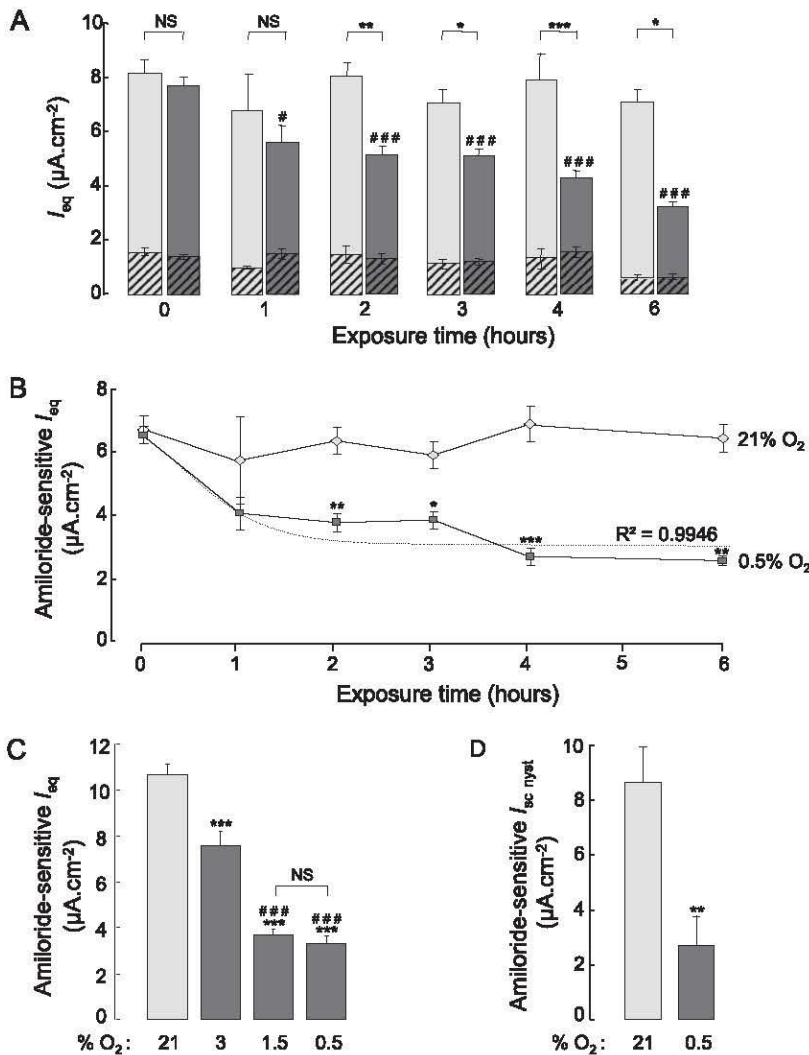 A
NS NS ** * *** *
10
8
6
4
2
0
I eq (µA.cm-2)
# ### ### ### ###
0 1 2 3 4 6
Exposure time (hours)
B
8
6
4
2
0
Amiloride-sensitive I eq
(µA.cm-2)
21% O2
** * *** **
R² = 0.9946
0.5% O2
0 1 2 3 4 5 6
Exposure time (hours)
C
12
10
8
6
4
2
0
Amiloride-sensitive I eq
(µA.cm-2)
***
NS
### ###
*** ***
% O2 : 21 3 1.5 0.5
D
10
8
6
4
2
0
Amiloride-sensitive I sc nyst
(µA.cm-2)
**
% O2 : 21 0.5